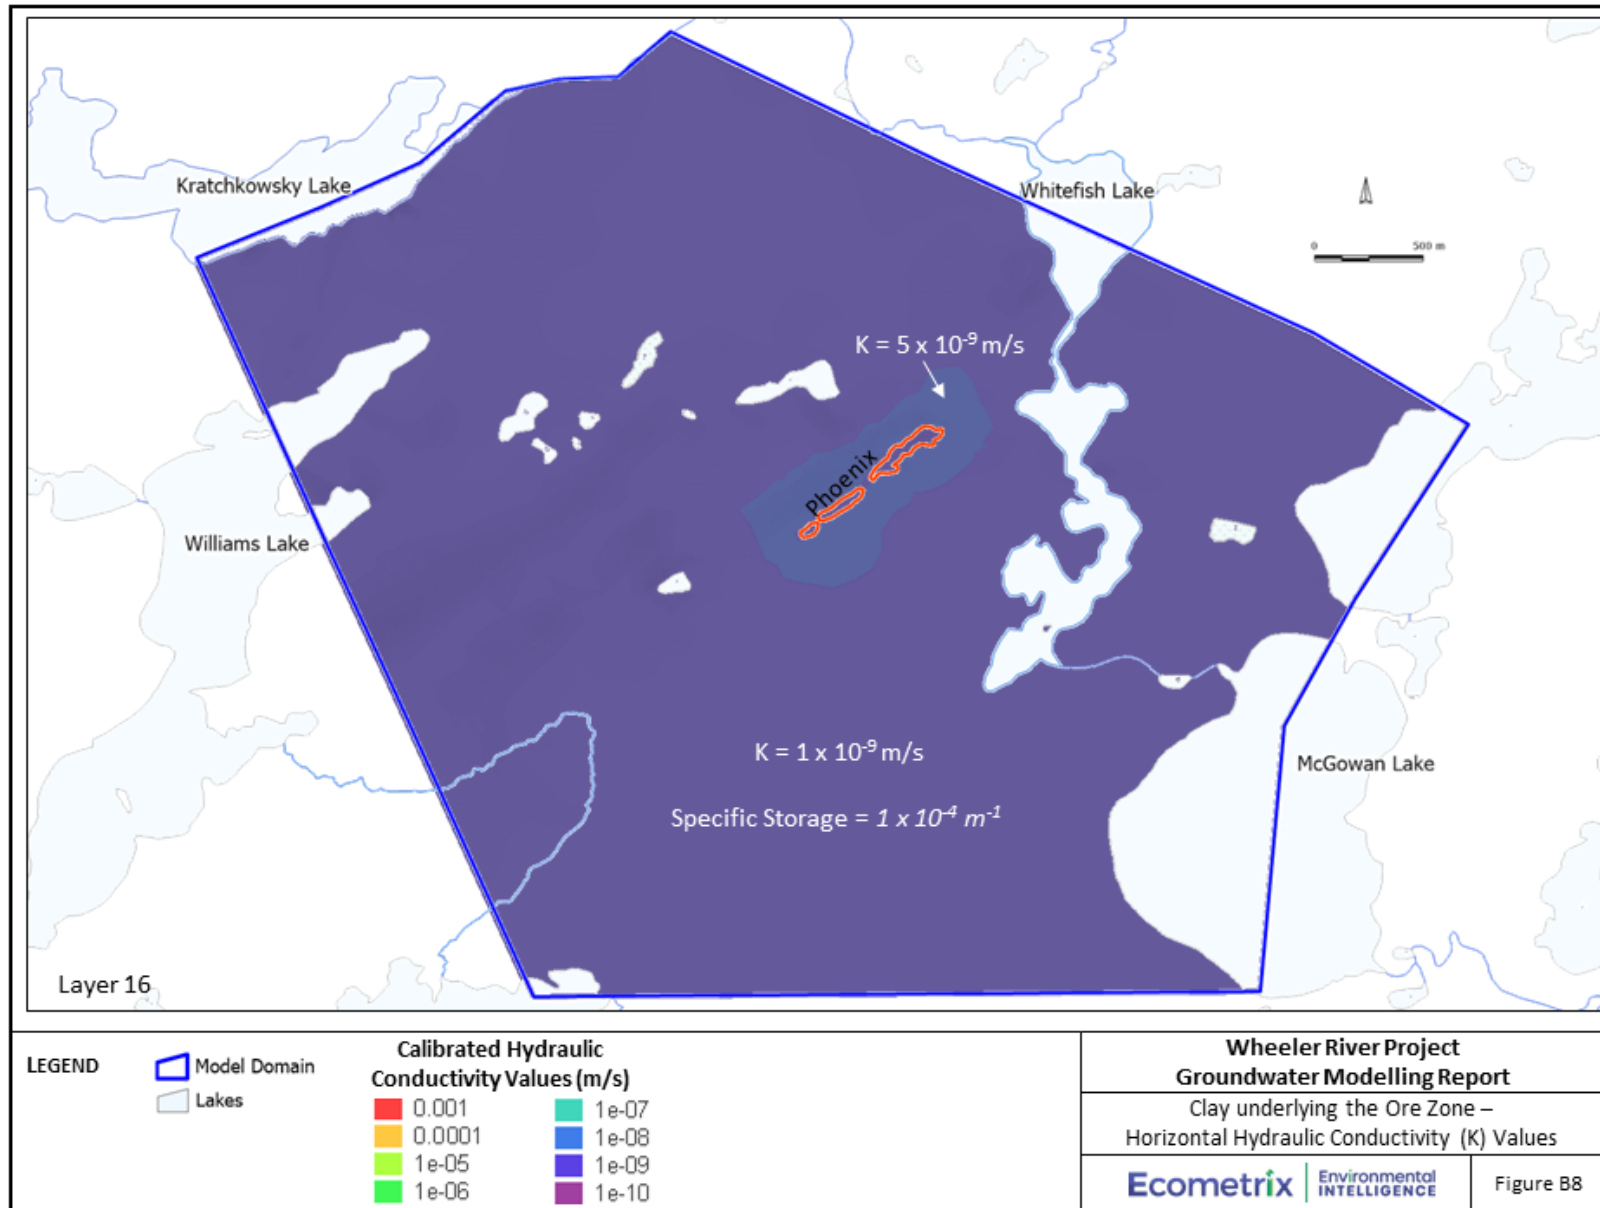 Kratchkowsky Lake
Whitefish Lake
0 500 m
K = 5 x 10⁻⁹ m/s
Phoenix
Williams Lake
K = 1 x 10⁻⁹ m/s
McGowan Lake
Specific Storage = 1 x 10⁻⁴ m⁻¹
Layer 16
LEGEND
Model Domain
Lakes
Calibrated Hydraulic
Conductivity Values (m/s)
0.001
0.0001
1e-05
1e-06
1e-07
1e-08
1e-09
1e-10
Wheeler River Project
Groundwater Modelling Report
Clay underlying the Ore Zone –
Horizontal Hydraulic Conductivity (K) Values
Ecometrix
Environmental
INTELLIGENCE
Figure B8